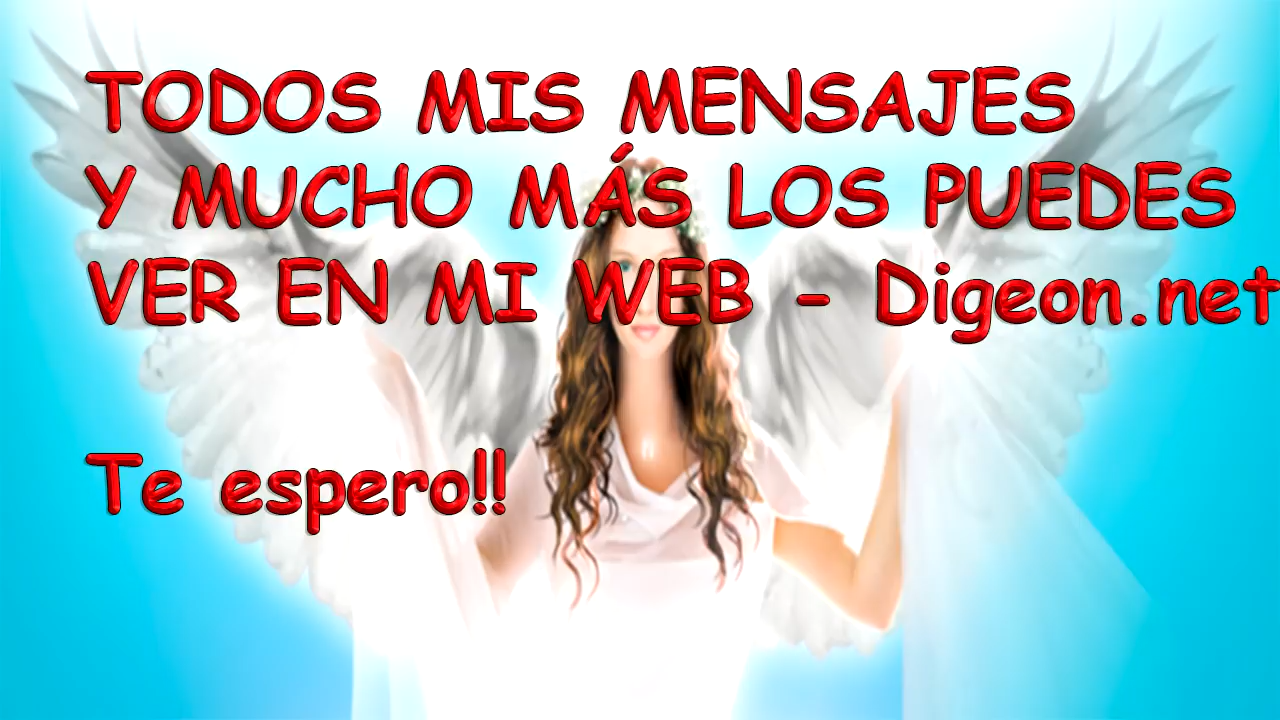 TODOS MIS MENSAJES
Y MUCHO MÁS LOS PUEDES
VER EN MI WEB - Digeon.net
Te espero!!